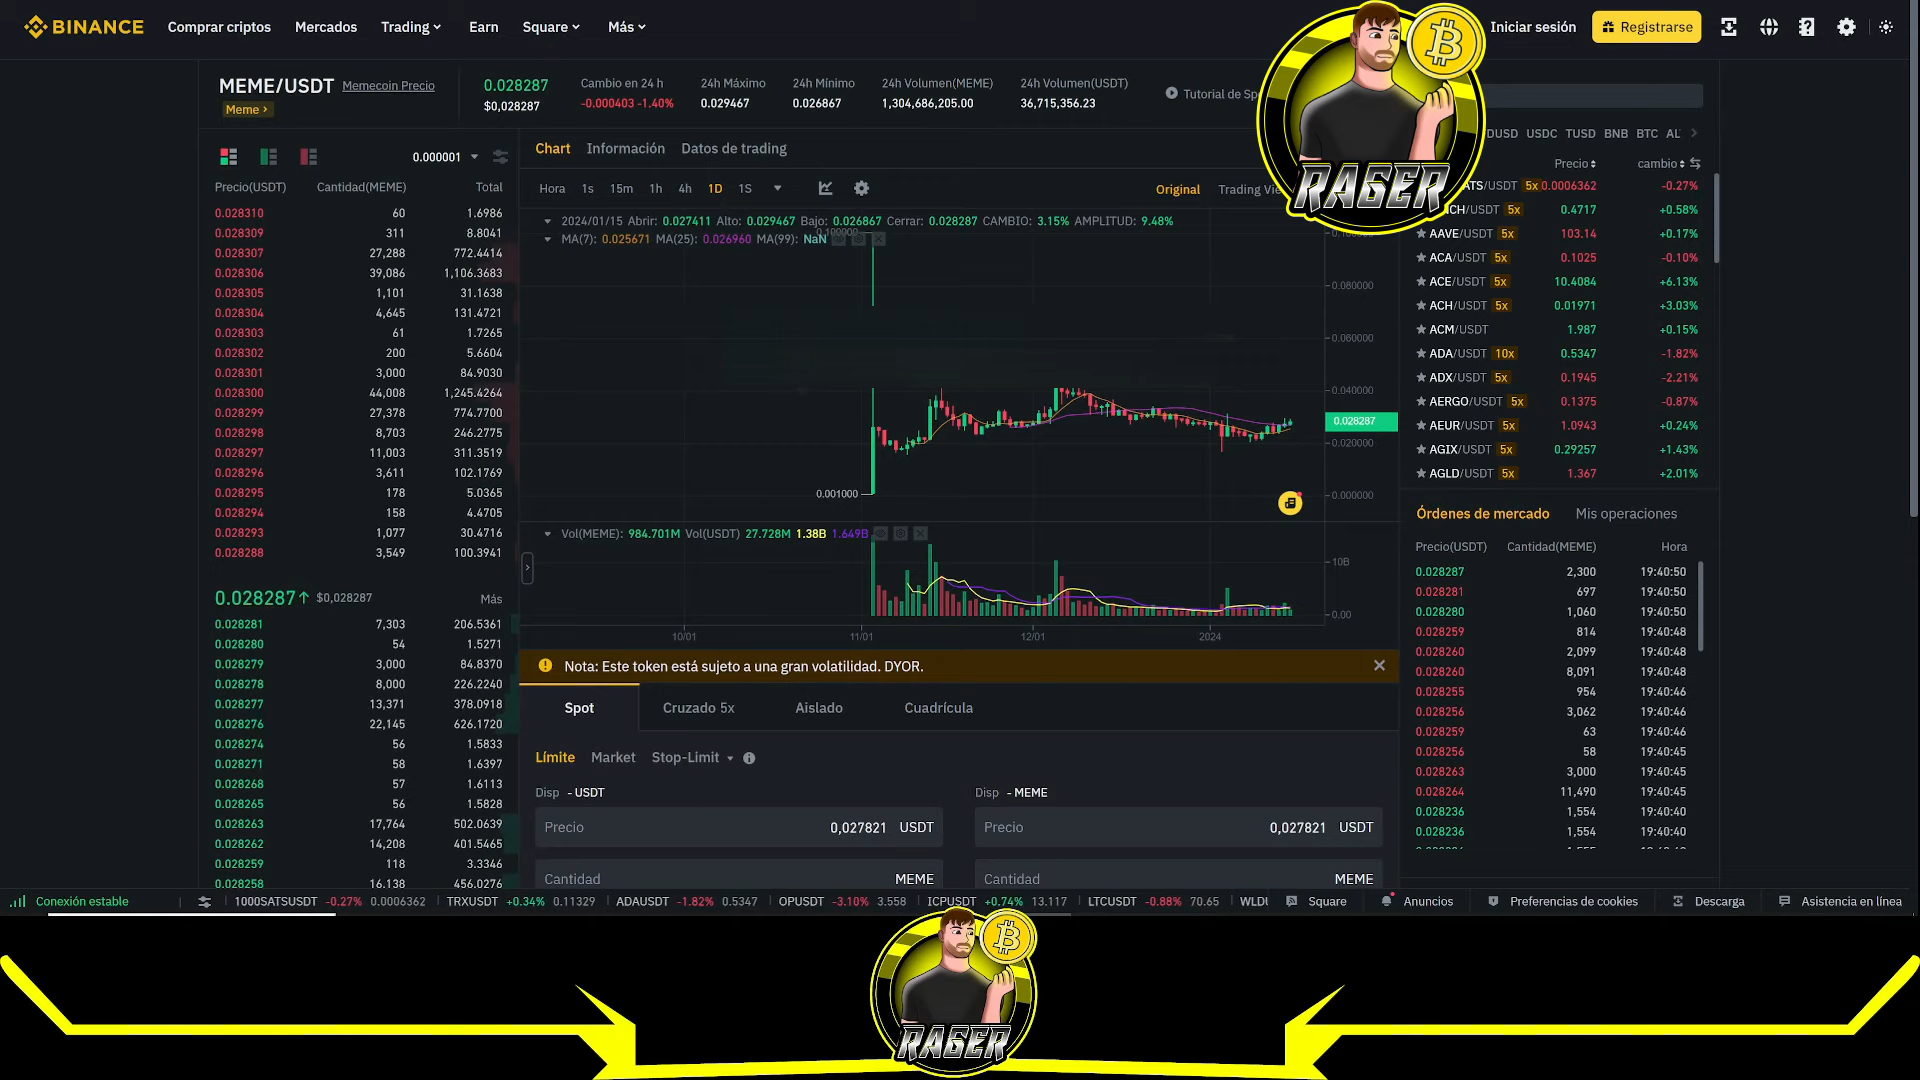 BINANCE Comprar criptos Mercados Trading Earn Square Más Iniciar sesión Registrarse
MEME/USDT Memecoin Precio
Meme >
0.028287
$0,028287
Cambio en 24 h
-0.000403 -1.40%
24h Máximo
0.029467
24h Mínimo
0.026867
24h Volumen(MEME)
1,304,686,205.00
24h Volumen(USDT)
36,715,356.23
Tutorial de
RAGER
0.000001
Precio(USDT) Cantidad(MEME) Total
0.028310 60 1.6986
0.028309 311 8.8041
0.028307 27,288 772.4414
0.028306 39,086 1,106.3683
0.028305 1,101 31.1638
0.028304 4,645 131.4721
0.028303 61 1.7265
0.028302 200 5.6604
0.028301 3,000 84.9030
0.028300 44,008 1,245.4264
0.028299 27,378 774.7700
0.028298 8,703 246.2775
0.028297 11,003 311.3519
0.028296 3,611 102.1769
0.028295 178 5.0365
0.028294 158 4.4705
0.028293 1,077 30.4716
0.028288 3,549 100.3941
0.028287↑ $0,028287 Más
0.028281 7,303 206.5361
0.028280 54 1.5271
0.028279 3,000 84.8370
0.028278 8,000 226.2240
0.028277 13,371 378.0918
0.028276 22,145 626.1720
0.028274 56 1.5833
0.028271 58 1.6397
0.028268 57 1.6113
0.028265 56 1.5828
0.028263 17,764 502.0639
0.028262 14,208 401.5465
0.028259 118 3.3346
0.028258 16,138 456.0276
Chart Información Datos de trading
Hora 1s 15m 1h 4h 1D 1S Original Trading
2024/01/15 Abrir: 0.027411 Alto: 0.029467 Bajo: 0.026867 Cerrar: 0.028287 CAMBIO: 3.15% AMPLITUD: 9.48%
MA(7): 0.025671 MA(25): 0.026960 MA(99): NaN
0.100000
0.080000
0.060000
0.040000
0.028287
0.020000
0.001000
0.000000
Vol(MEME): 984.701M Vol(USDT) 27.728M 1.38B 1.649B
10B
0.00
10/01 11/01 12/01 2024
Nota: Este token está sujeto a una gran volatilidad. DYOR.
Spot Cruzado 5x Aislado Cuadrícula
Límite Market Stop-Limit
Disp - USDT
Precio 0,027821 USDT
Cantidad MEME
Disp - MEME
Precio 0,027821 USDT
Cantidad MEME
USDC TUSD BNB BTC
Precio cambio
/USDT 5x 0.0006362 -0.27%
/USDT 5x 0.4717 +0.58%
AAVE/USDT 5x 103.14 +0.17%
ACA/USDT 5x 0.1025 -0.10%
ACE/USDT 5x 10.4084 +6.13%
ACH/USDT 5x 0.01971 +3.03%
ACM/USDT 1.987 +0.15%
ADA/USDT 10x 0.5347 -1.82%
ADX/USDT 5x 0.1945 -2.21%
AERGO/USDT 5x 0.1375 -0.87%
AEUR/USDT 5x 1.0943 +0.24%
AGIX/USDT 5x 0.29257 +1.43%
AGLD/USDT 5x 1.367 +2.01%
Órdenes de mercado Mis operaciones
Precio(USDT) Cantidad(MEME) Hora
0.028287 2,300 19:40:50
0.028281 697 19:40:50
0.028280 1,060 19:40:50
0.028259 814 19:40:48
0.028260 2,099 19:40:48
0.028260 8,091 19:40:48
0.028255 954 19:40:46
0.028256 3,062 19:40:46
0.028259 63 19:40:46
0.028256 58 19:40:45
0.028263 3,000 19:40:45
0.028264 11,490 19:40:45
0.028236 1,554 19:40:40
0.028236 1,554 19:40:40
Conexión estable 1000SATSUSDT -0.27% 0.0006362 TRXUSDT +0.34% 0.11329 ADAUSDT -1.82% 0.5347 OPUSDT -3.10% 3.558 ICPUSDT +0.74% 13.117 LTCUSDT -0.88% 70.65 Square Anuncios Preferencias de cookies Descarga Asistencia en línea
RAGER